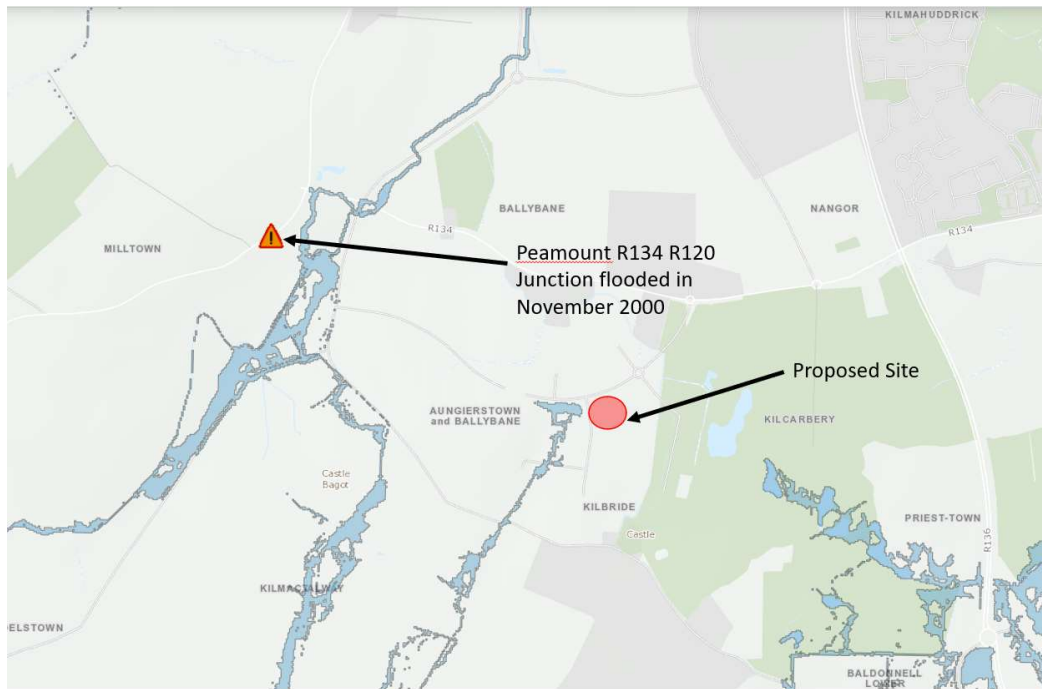 KILMAHUDDRICK
BALLYBANE
NANGOR
R134
R134
MILLTOWN
Peamount R134 R120
Junction flooded in
November 2000
Proposed Site
AUNGIERSTOWN
and BALLYBANE
KILCARBERY
Castle
Bagot
KILBRIDE
PRIEST-TOWN
Castle
R136
KILMACTALWAY
DELSTOWN
BALDONNELL
LOWER